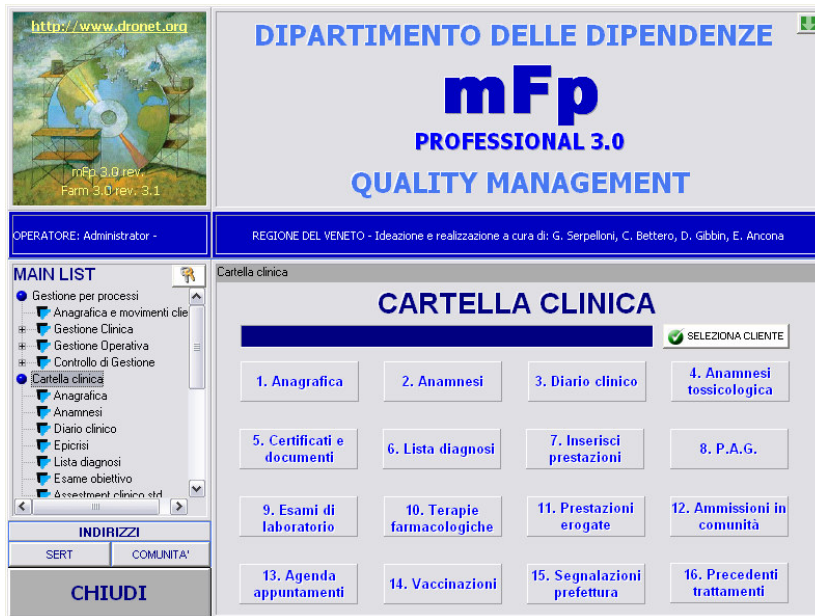 http://www.dronet.org
mFp 3.0 rev.
Farm 3.0 rev. 3.1
DIPARTIMENTO DELLE DIPENDENZE
mFp
PROFESSIONAL 3.0
QUALITY MANAGEMENT
OPERATORE: Administrator -
REGIONE DEL VENETO - Ideazione e realizzazione a cura di: G. Serpelloni, C. Bettero, D. Gibbin, E. Ancona
MAIN LIST
Gestione per processi
Anagrafica e movimenti clie
Gestione Clinica
Gestione Operativa
Controllo di Gestione
Cartella clinica
Anagrafica
Anamnesi
Diario clinico
Epicrisi
Lista diagnosi
Esame obiettivo
Assestment clinico std
INDIRIZZI
SERT
COMUNITA'
CHIUDI
Cartella clinica
CARTELLA CLINICA
SELEZIONA CLIENTE
1. Anagrafica
2. Anamnesi
3. Diario clinico
4. Anamnesi
tossicologica
5. Certificati e
documenti
6. Lista diagnosi
7. Inserisci
prestazioni
8. P.A.G.
9. Esami di
laboratorio
10. Terapie
farmacologiche
11. Prestazioni
erogate
12. Ammissioni in
comunità
13. Agenda
appuntamenti
14. Vaccinazioni
15. Segnalazioni
prefettura
16. Precedenti
trattamenti